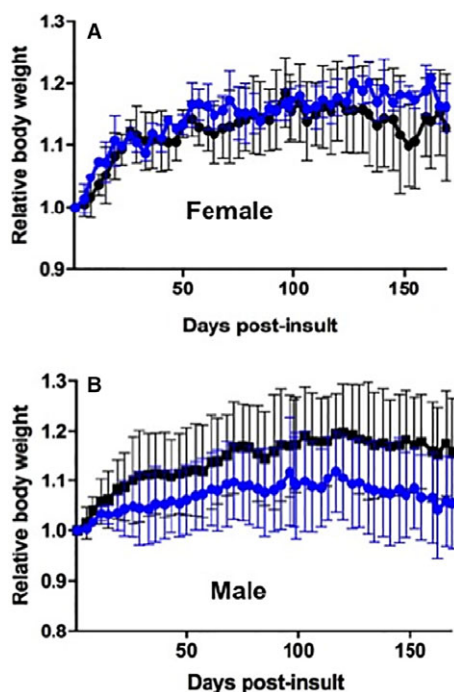 A
Relative body weight
1.3
1.2
1.1
1.0
0.9
Female
50
100
150
Days post-insult
B
Relative body weight
1.3
1.2
1.1
1.0
0.9
0.8
Male
50
100
150
Days post-insult